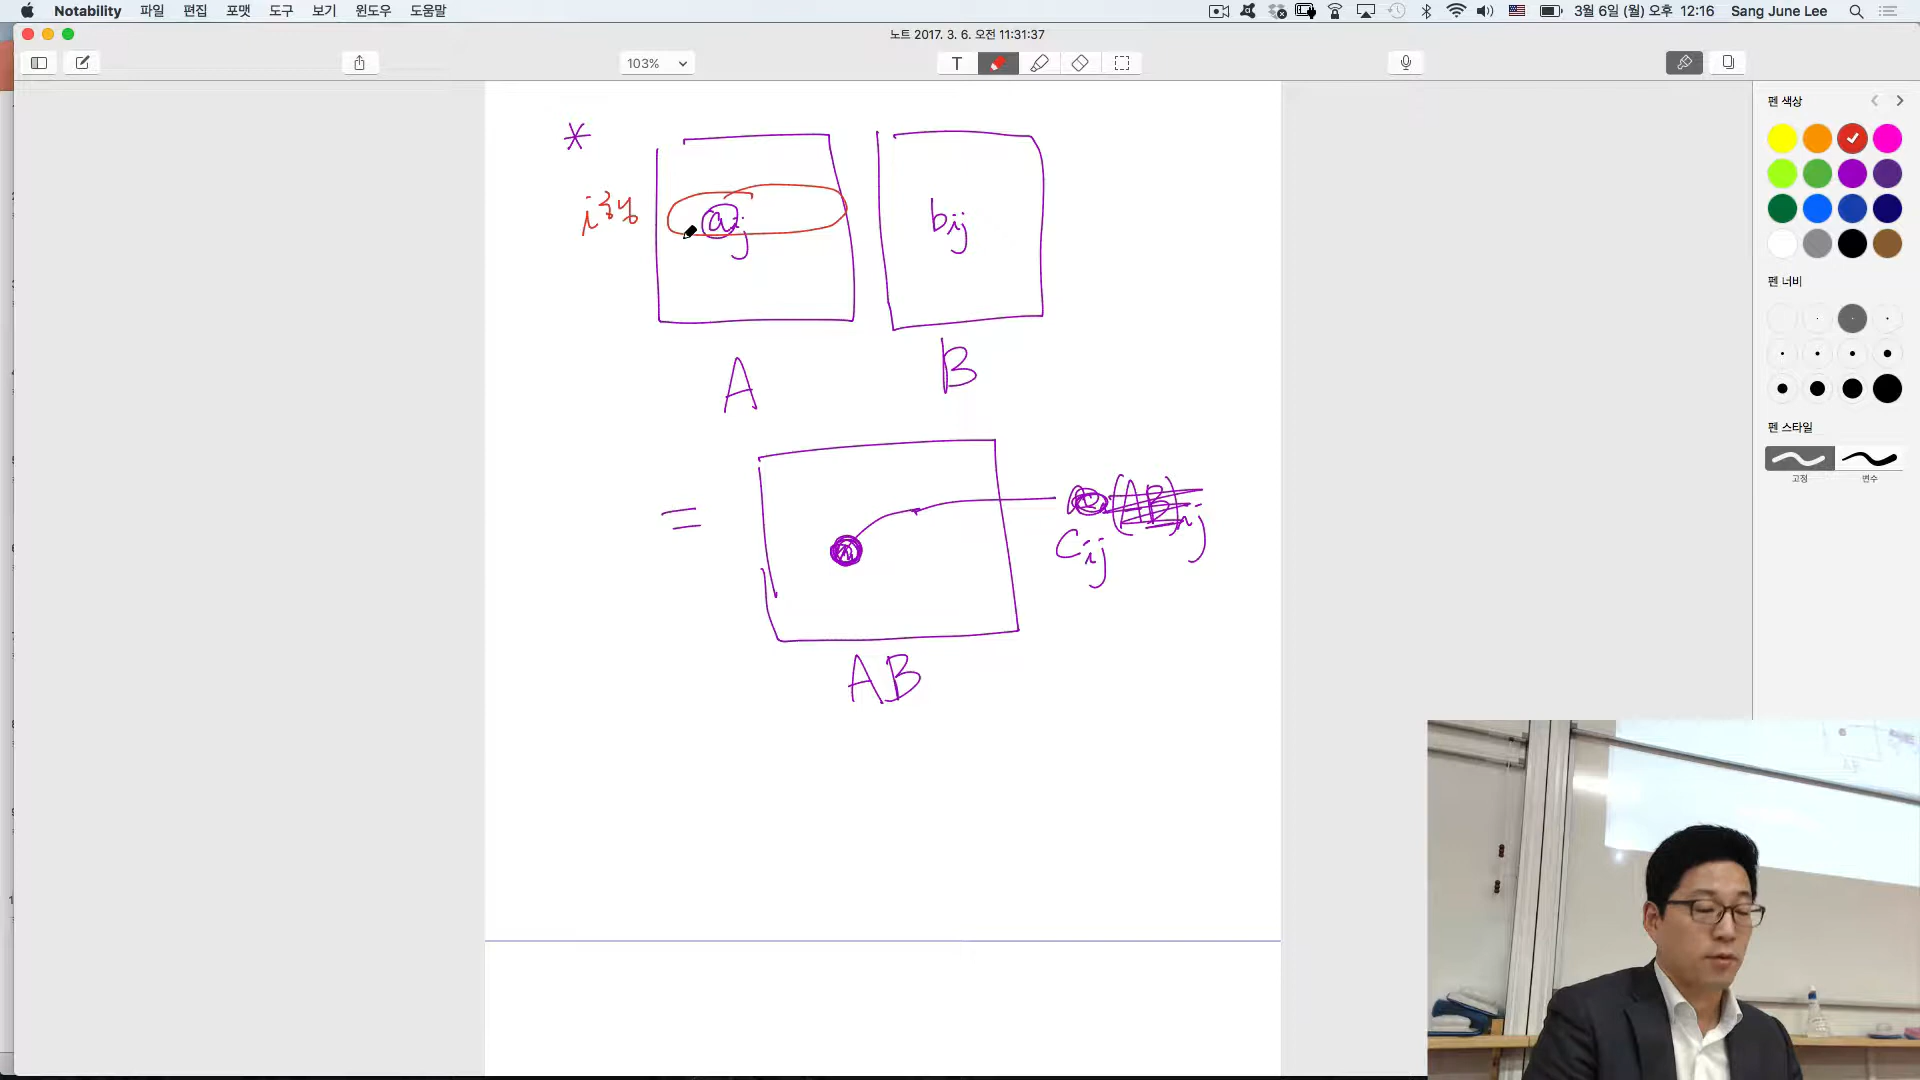 Notability 파일 편집 포맷 도구 보기 윈도우 도움말 3월 6일 (월) 오후 12:16 Sang June Lee
노트 2017. 3. 6. 오전 11:31:37
103% T
펜 색상
펜 너비
펜 스타일
고정 변수
*
aij bij
A B
=
(AB)ij
Cij
AB